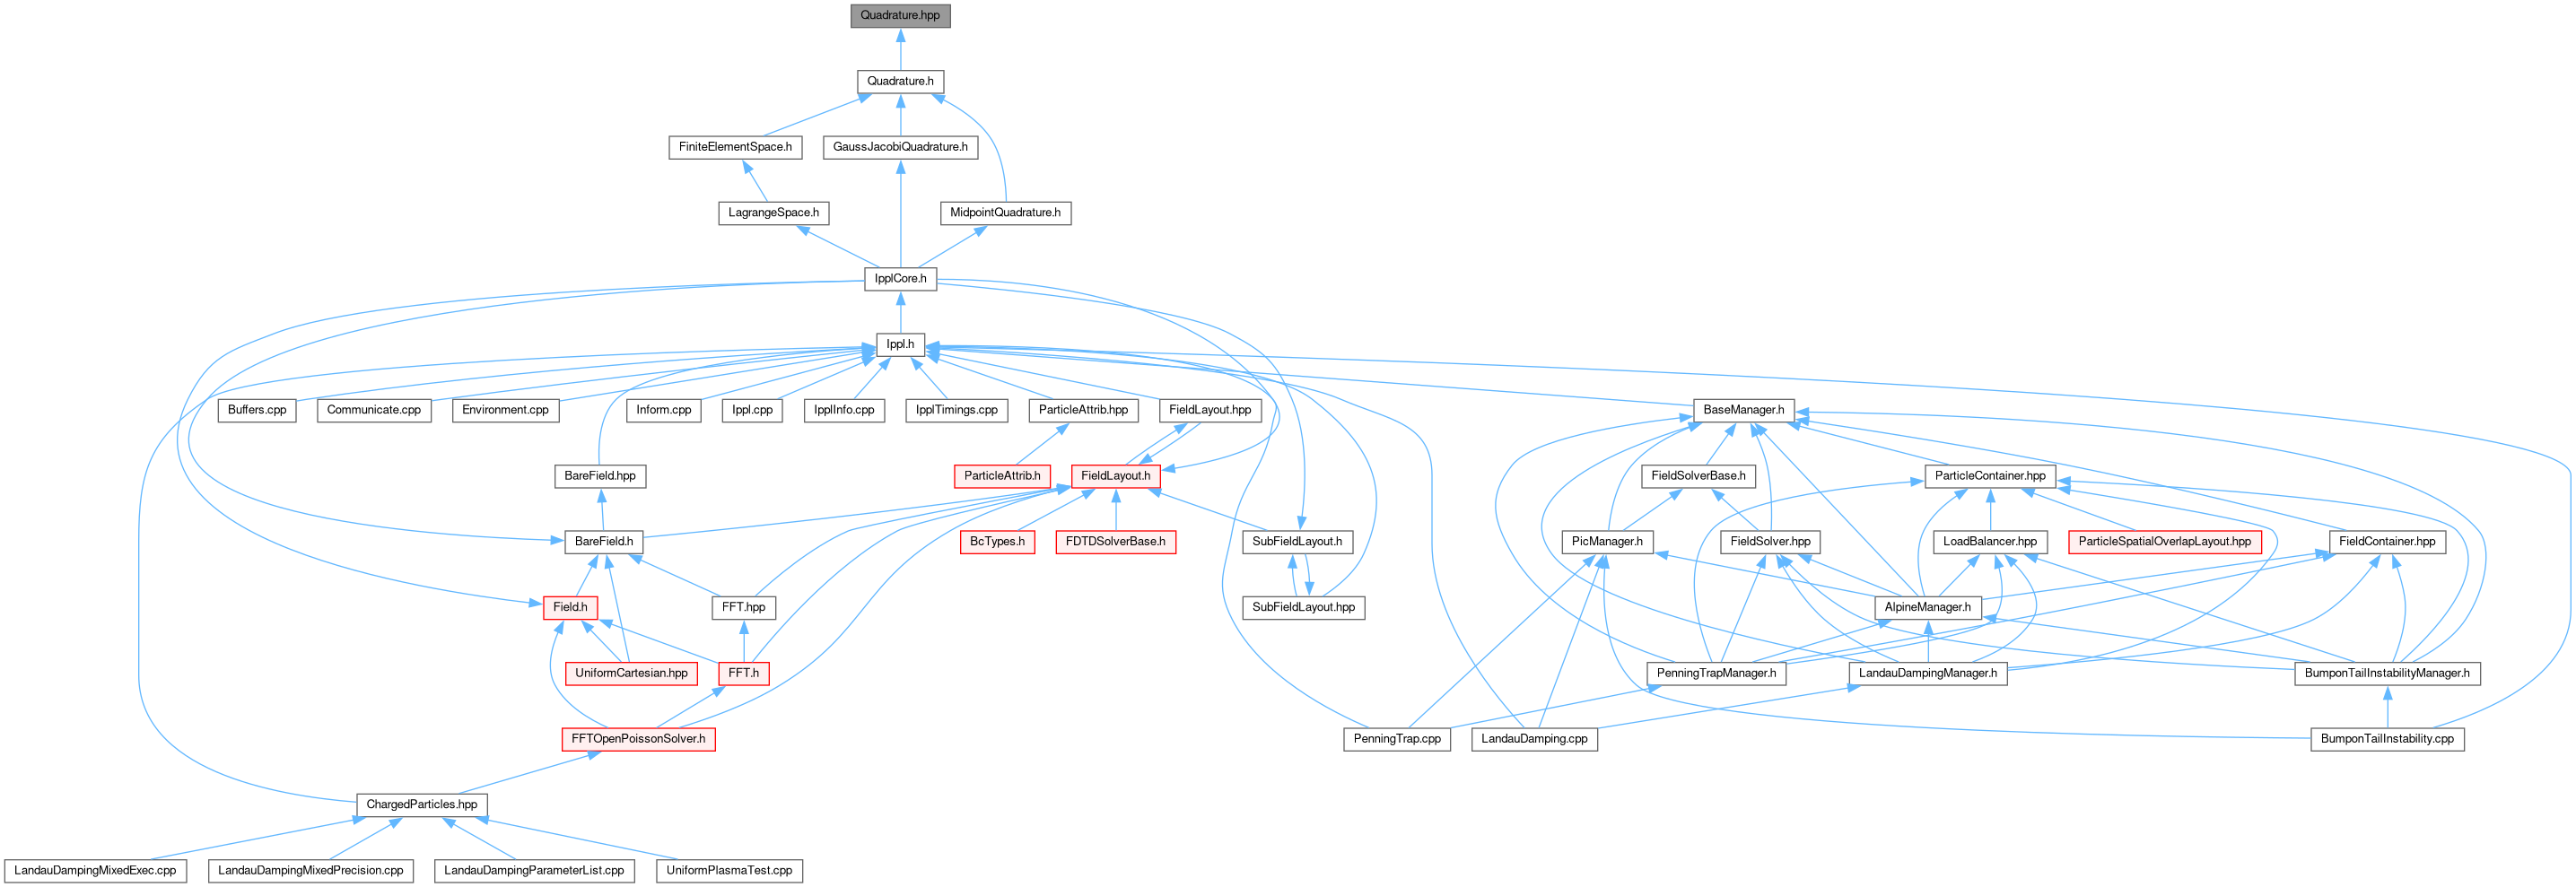 Quadrature.hpp
Quadrature.h
FiniteElementSpace.h
GaussJacobiQuadrature.h
LagrangeSpace.h
MidpointQuadrature.h
IpplCore.h
Ippl.h
Buffers.cpp
Communicate.cpp
Environment.cpp
Inform.cpp
Ippl.cpp
IpplInfo.cpp
IpplTimings.cpp
ParticleAttrib.hpp
FieldLayout.hpp
BaseManager.h
BareField.hpp
ParticleAttrib.h
FieldLayout.h
FieldSolverBase.h
ParticleContainer.hpp
BareField.h
BcTypes.h
FDTDSolverBase.h
SubFieldLayout.h
PicManager.h
FieldSolver.hpp
LoadBalancer.hpp
ParticleSpatialOverlapLayout.hpp
FieldContainer.hpp
Field.h
FFT.hpp
SubFieldLayout.hpp
AlpineManager.h
UniformCartesian.hpp
FFT.h
PenningTrapManager.h
LandauDampingManager.h
BumponTailInstabilityManager.h
FFTOpenPoissonSolver.h
PenningTrap.cpp
LandauDamping.cpp
BumponTailInstability.cpp
ChargedParticles.hpp
LandauDampingMixedExec.cpp
LandauDampingMixedPrecision.cpp
LandauDampingParameterList.cpp
UniformPlasmaTest.cpp